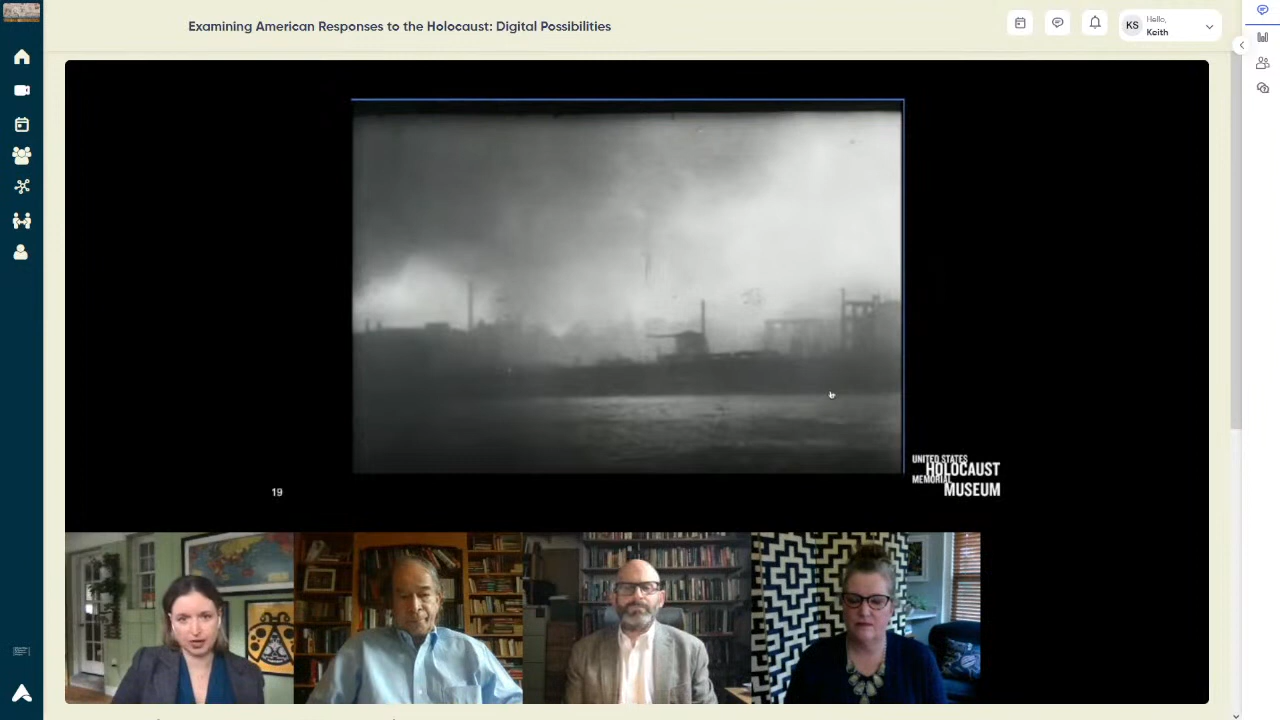 Examining American Responses to the Holocaust: Digital Possibilities
KS
Hello,
Keith
UNITED STATES
HOLOCAUST
MEMORIAL
MUSEUM
19